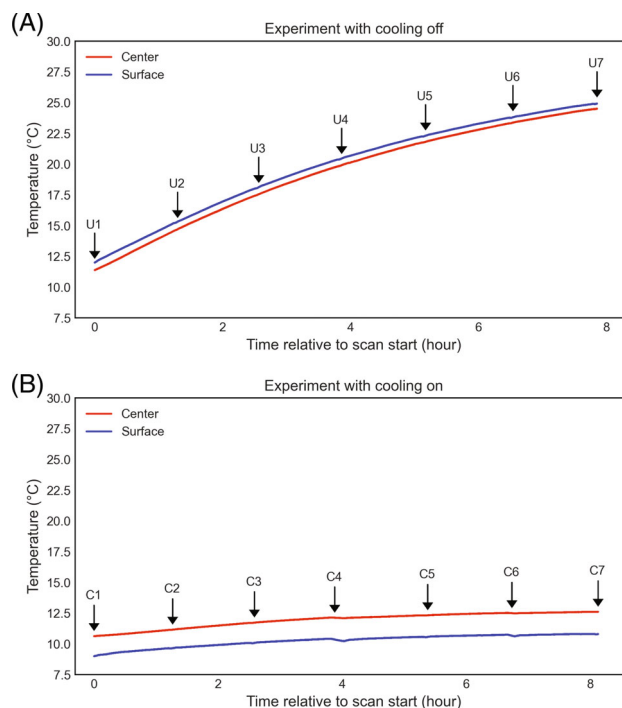 (A)
Experiment with cooling off
30.0
27.5
25.0
22.5
20.0
17.5
15.0
12.5
10.0
7.5
Temperature (°C)
Center
Surface
U1
U2
U3
U4
U5
U6
U7
0 2 4 6 8
Time relative to scan start (hour)
(B)
Experiment with cooling on
30.0
27.5
25.0
22.5
20.0
17.5
15.0
12.5
10.0
7.5
Temperature (°C)
Center
Surface
C1
C2
C3
C4
C5
C6
C7
0 2 4 6 8
Time relative to scan start (hour)